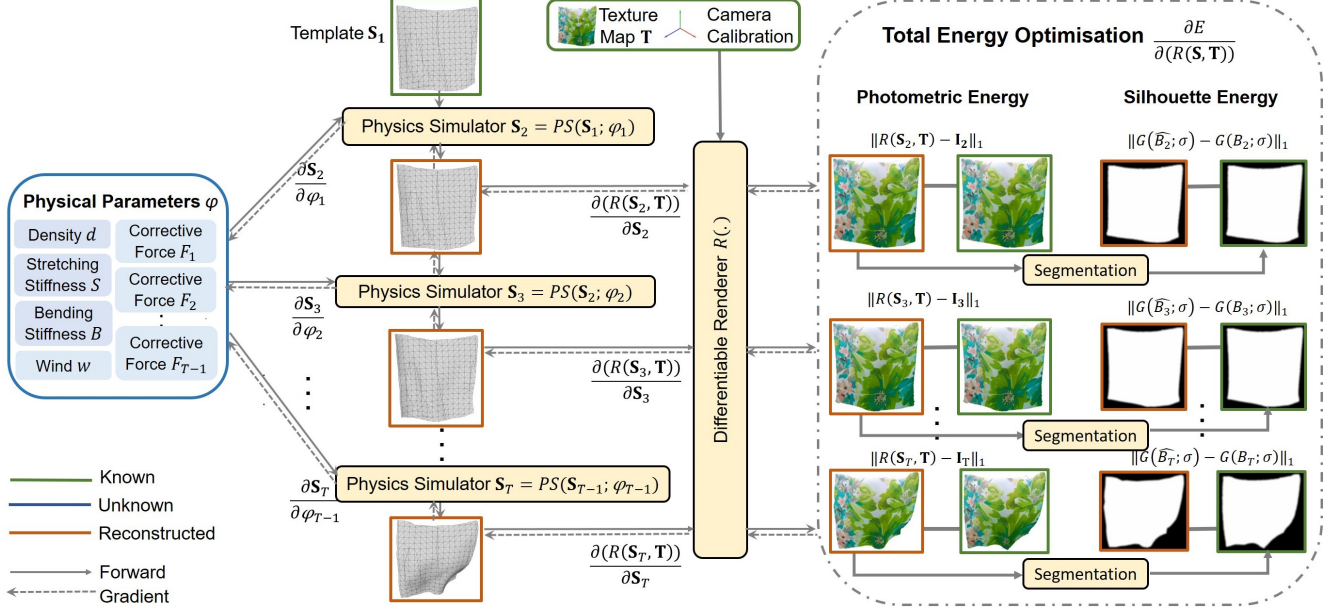 Template S₁
Texture
Map T
Camera
Calibration
Total Energy Optimisation ∂E
∂(R(S, T))
Physics Simulator S₂ = PS(S₁; φ₁)
∂S₂
∂φ₁
Physical Parameters φ
Density d
Stretching
Stiffness S
Bending
Stiffness B
Wind w
Corrective
Force F₁
Corrective
Force F₂
⋮
Corrective
Force F_{T−1}
∂(R(S₂, T))
∂S₂
Physics Simulator S₃ = PS(S₂; φ₂)
∂S₃
∂φ₂
∂(R(S₃, T))
∂S₃
Physics Simulator S_T = PS(S_{T−1}; φ_{T−1})
∂S_T
∂φ_{T−1}
∂(R(S_T, T))
∂S_T
Differentiable Renderer R(.)
Photometric Energy
Silhouette Energy
‖R(S₂, T) − I₂‖₁
‖G(B̂₂; σ) − G(B₂; σ)‖₁
Segmentation
‖R(S₃, T) − I₃‖₁
‖G(B̂₃; σ) − G(B₃; σ)‖₁
Segmentation
‖R(S_T, T) − I_T‖₁
‖G(B̂_T; σ) − G(B_T; σ)‖₁
Segmentation
Known
Unknown
Reconstructed
Forward
Gradient